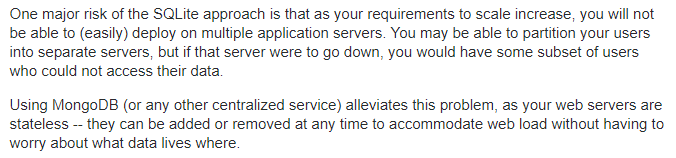 One major risk of the SQLite approach is that as your requirements to scale increase, you will not
be able to (easily) deploy on multiple application servers. You may be able to partition your users
into separate servers, but if that server were to go down, you would have some subset of users
who could not access their data.
Using MongoDB (or any other centralized service) alleviates this problem, as your web servers are
stateless -- they can be added or removed at any time to accommodate web load without having to
worry about what data lives where.